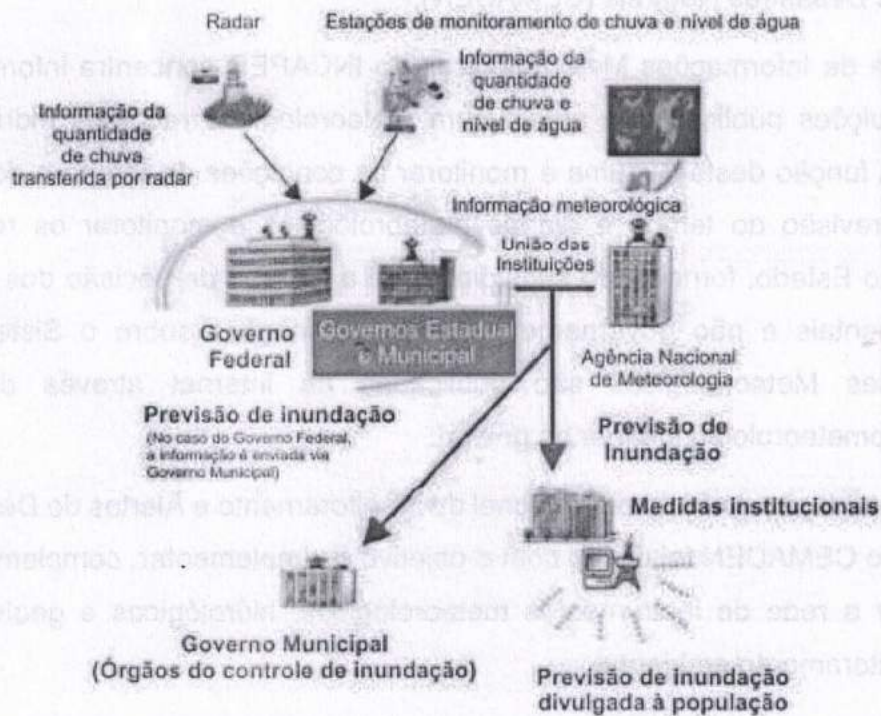 Radar
Estações de monitoramento de chuva e nível de água
Informação da
quantidade
de chuva
transferida por radar
Informação da
quantidade
de chuva e
nível de água
Informação meteorológica
União das
Instituições
Governo
Federal
Governos Estadual
e Municipal
Agência Nacional
de Meteorologia
Previsão de inundação
(No caso do Governo Federal,
a informação é enviada via
Governo Municipal)
Previsão de
Inundação
Medidas institucionais
Governo Municipal
(Órgãos do controle de inundação)
Previsão de inundação
divulgada à população